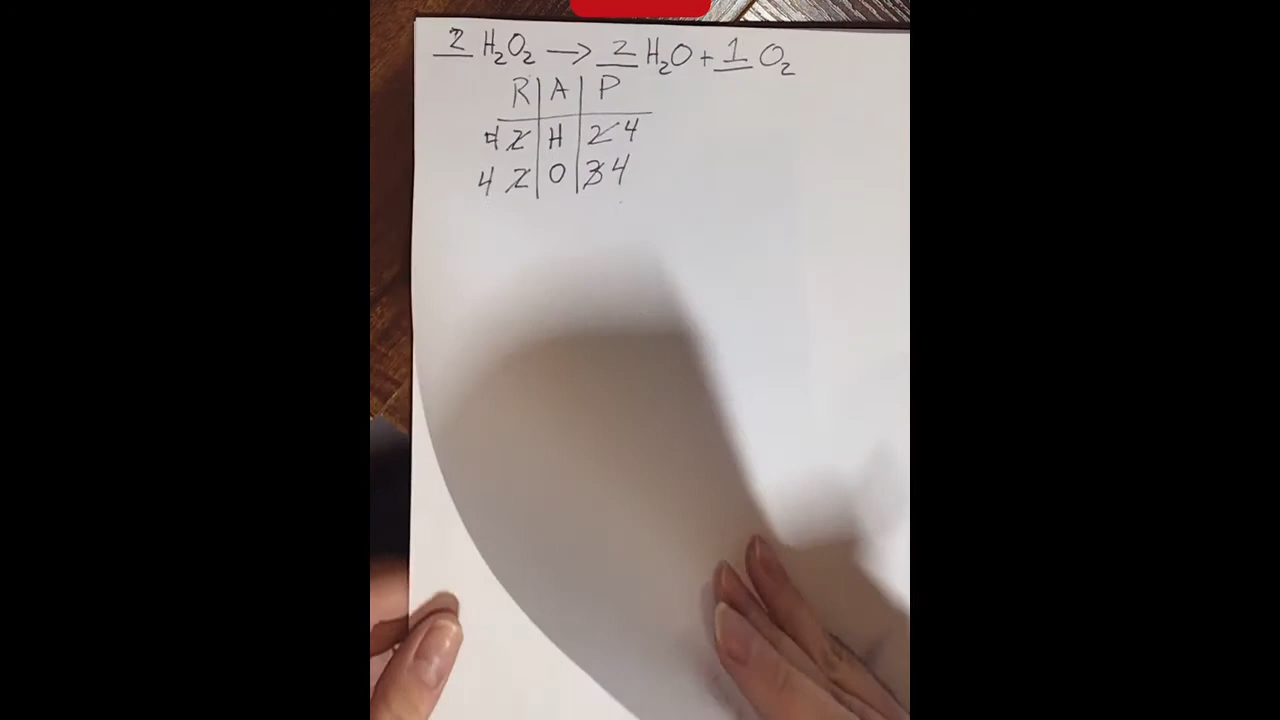 2 H₂O₂ → 2 H₂O + 1 O₂
R | A | P
4 2 | H | 2 4
4 2 | O | 3 4